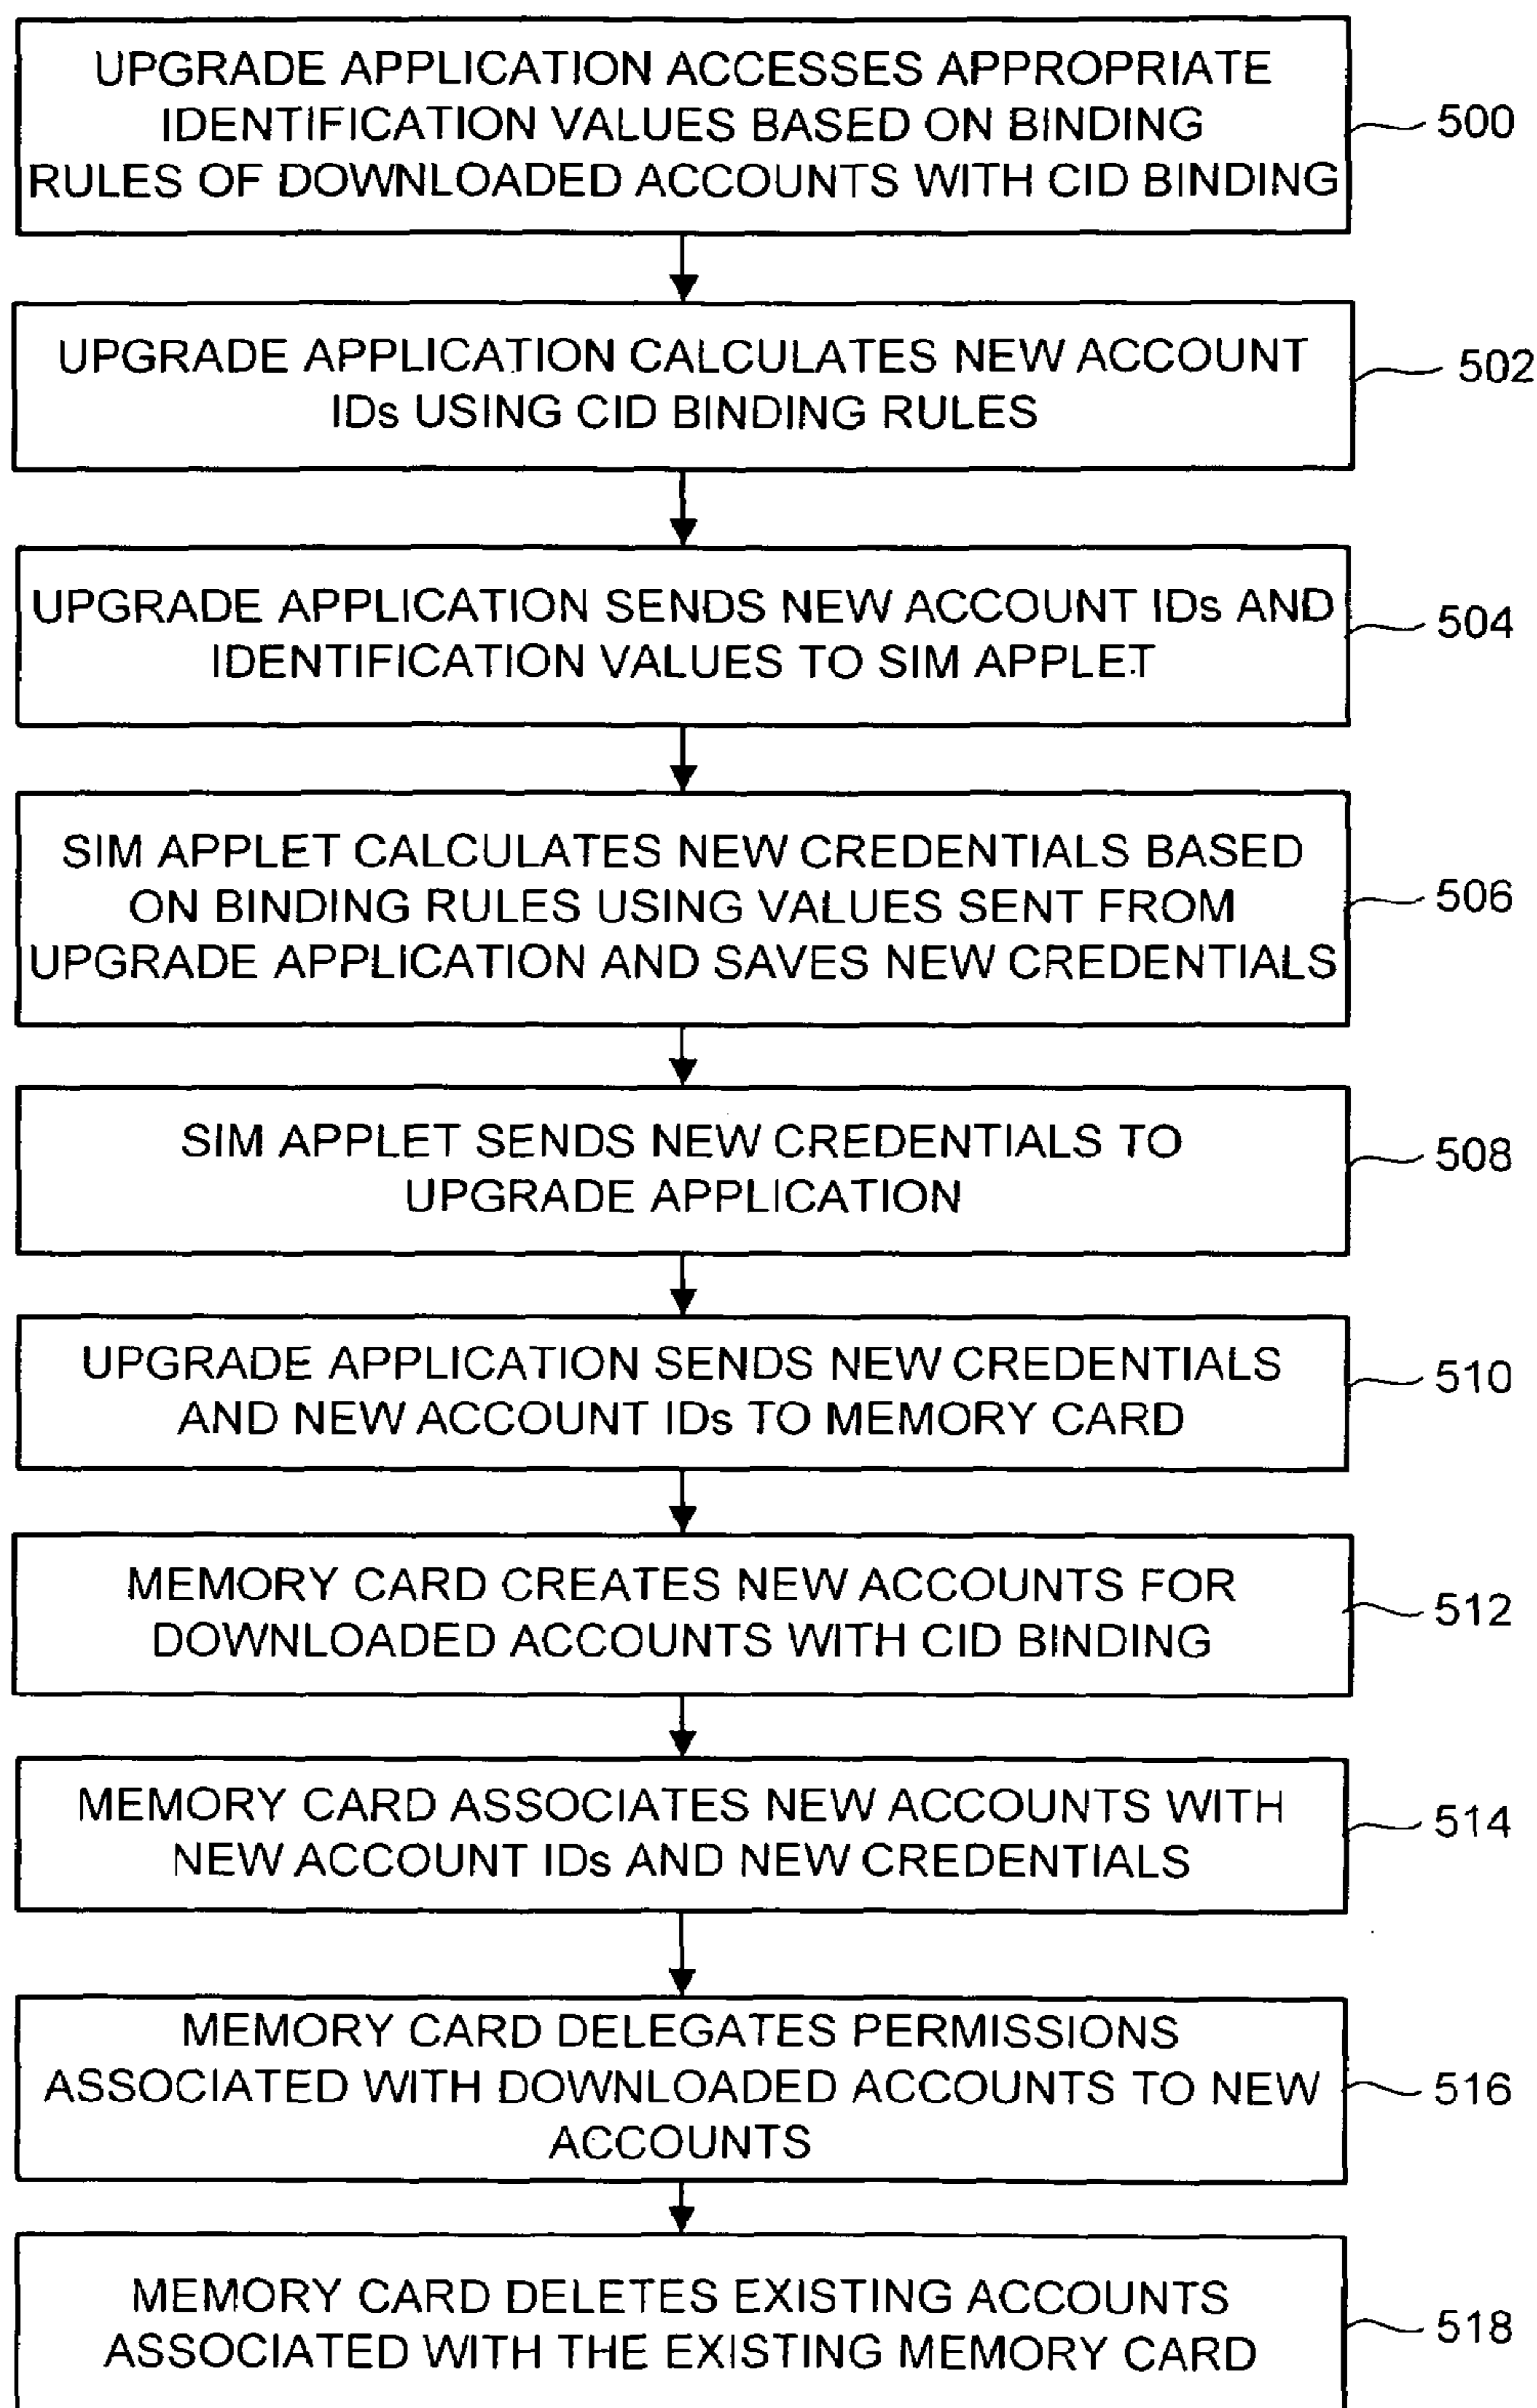 UPGRADE APPLICATION ACCESSES APPROPRIATE
IDENTIFICATION VALUES BASED ON BINDING
RULES OF DOWNLOADED ACCOUNTS WITH CID BINDING
500
UPGRADE APPLICATION CALCULATES NEW ACCOUNT
IDs USING CID BINDING RULES
502
UPGRADE APPLICATION SENDS NEW ACCOUNT IDs AND
IDENTIFICATION VALUES TO SIM APPLET
504
SIM APPLET CALCULATES NEW CREDENTIALS BASED
ON BINDING RULES USING VALUES SENT FROM
UPGRADE APPLICATION AND SAVES NEW CREDENTIALS
506
SIM APPLET SENDS NEW CREDENTIALS TO
UPGRADE APPLICATION
508
UPGRADE APPLICATION SENDS NEW CREDENTIALS
AND NEW ACCOUNT IDs TO MEMORY CARD
510
MEMORY CARD CREATES NEW ACCOUNTS FOR
DOWNLOADED ACCOUNTS WITH CID BINDING
512
MEMORY CARD ASSOCIATES NEW ACCOUNTS WITH
NEW ACCOUNT IDs AND NEW CREDENTIALS
514
MEMORY CARD DELEGATES PERMISSIONS
ASSOCIATED WITH DOWNLOADED ACCOUNTS TO NEW
ACCOUNTS
516
MEMORY CARD DELETES EXISTING ACCOUNTS
ASSOCIATED WITH THE EXISTING MEMORY CARD
518